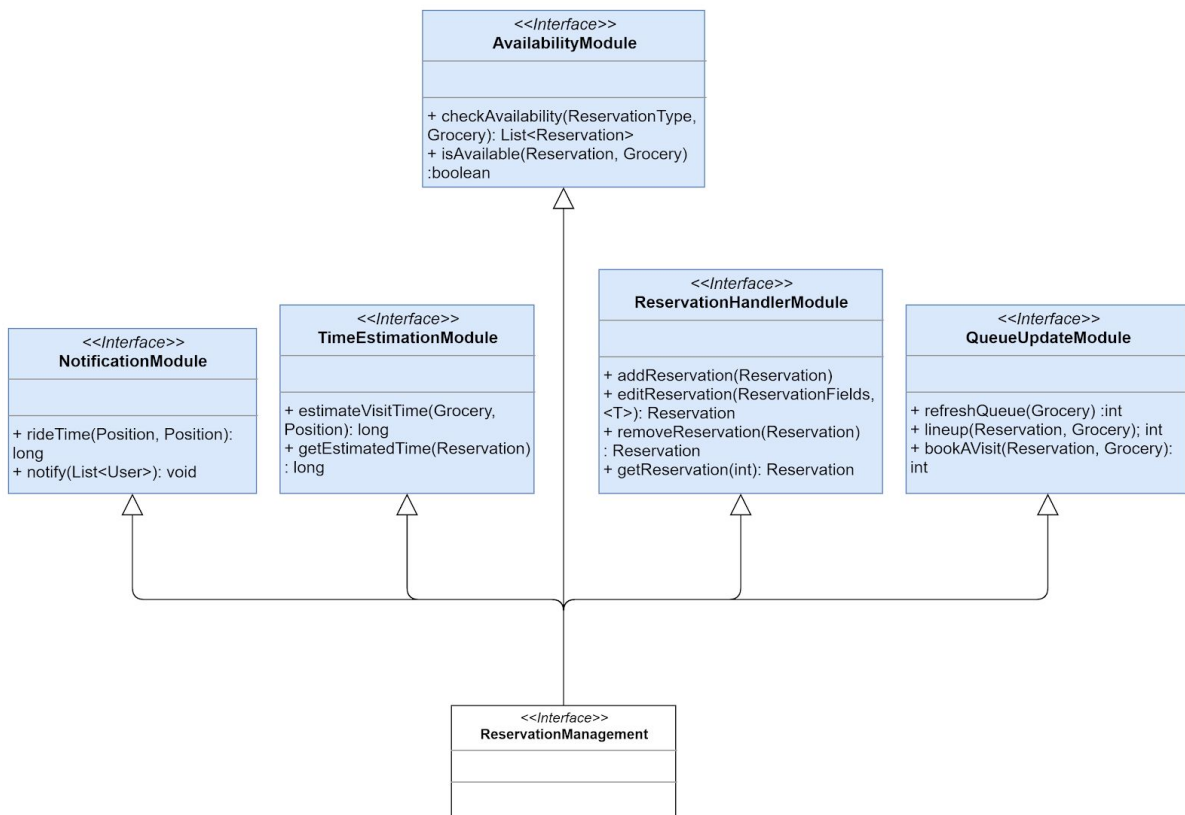 <<Interface>>
AvailabilityModule
+ checkAvailability(ReservationType,
Grocery): List<Reservation>
+ isAvailable(Reservation, Grocery)
:boolean
<<Interface>>
NotificationModule
+ rideTime(Position, Position):
long
+ notify(List<User>): void
<<Interface>>
TimeEstimationModule
+ estimateVisitTime(Grocery,
Position): long
+ getEstimatedTime(Reservation)
: long
<<Interface>>
ReservationHandlerModule
+ addReservation(Reservation)
+ editReservation(ReservationFields,
<T>): Reservation
+ removeReservation(Reservation)
: Reservation
+ getReservation(int): Reservation
<<Interface>>
QueueUpdateModule
+ refreshQueue(Grocery) :int
+ lineup(Reservation, Grocery); int
+ bookAVisit(Reservation, Grocery):
int
<<Interface>>
ReservationManagement